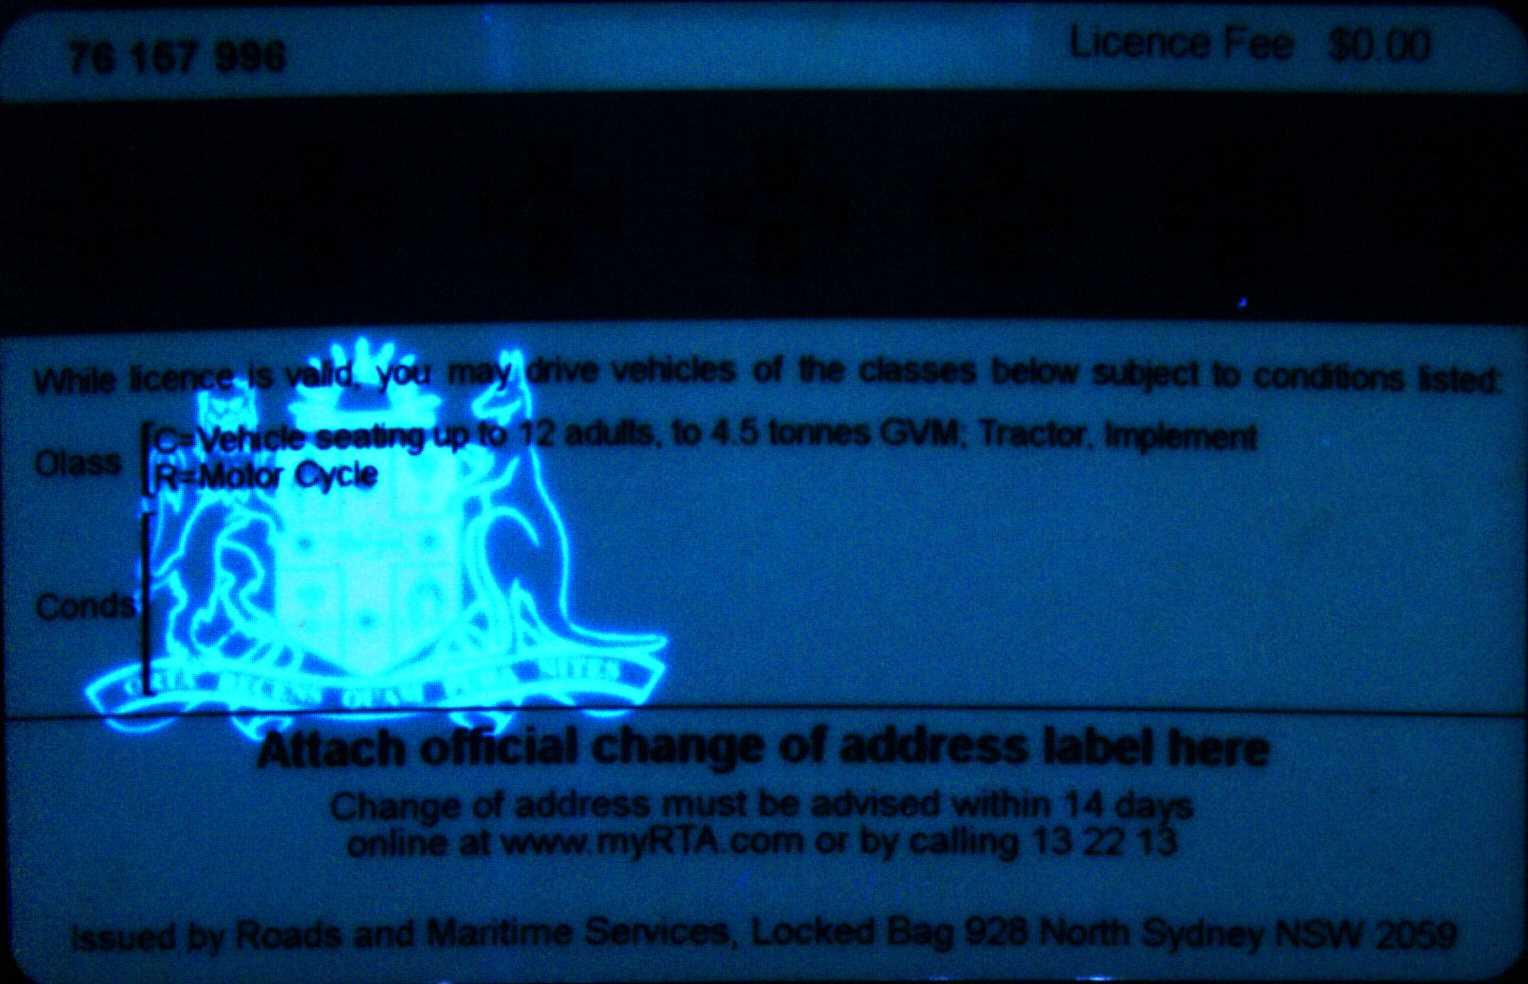 76 157 996
Licence Fee $0.00
While licence is valid, you may drive vehicles of the classes below subject to conditions listed:
Class
C=Vehicle seating up to 12 adults, to 4.5 tonnes GVM; Tractor, Implement
R=Motor Cycle
Conds
Attach official change of address label here
Change of address must be advised within 14 days
online at www.myRTA.com or by calling 13 22 13
Issued by Roads and Maritime Services, Locked Bag 928 North Sydney NSW 2059